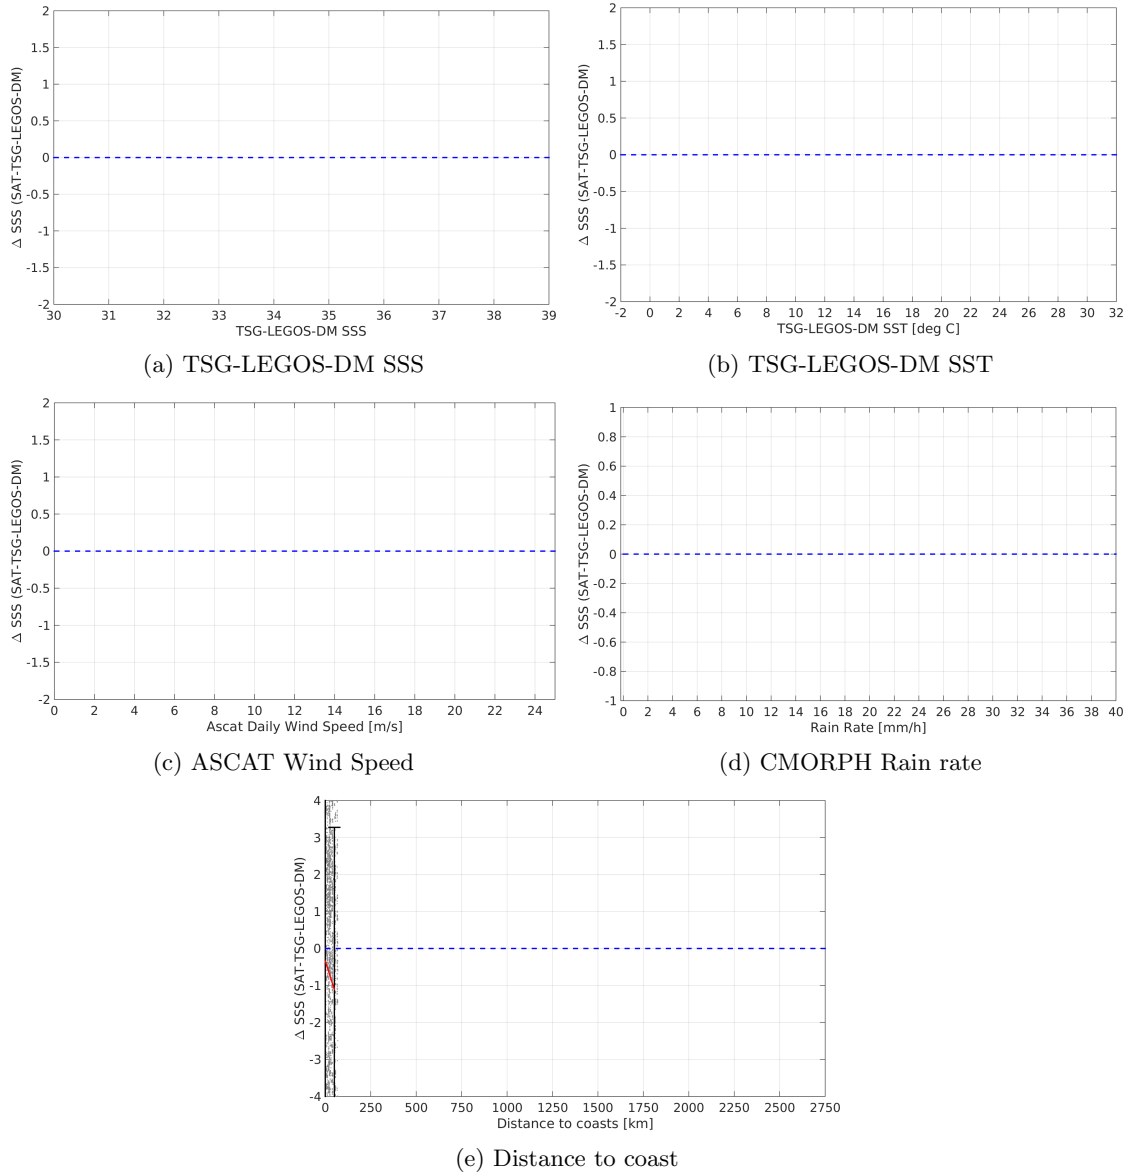 2
1.5
1
0.5
0
-0.5
-1
-1.5
-2
Δ SSS (SAT-TSG-LEGOS-DM)
30 31 32 33 34 35 36 37 38 39
TSG-LEGOS-DM SSS
(a) TSG-LEGOS-DM SSS
2
1.5
1
0.5
0
-0.5
-1
-1.5
-2
Δ SSS (SAT-TSG-LEGOS-DM)
-2 0 2 4 6 8 10 12 14 16 18 20 22 24 26 28 30 32
TSG-LEGOS-DM SST [deg C]
(b) TSG-LEGOS-DM SST
2
1.5
1
0.5
0
-0.5
-1
-1.5
-2
Δ SSS (SAT-TSG-LEGOS-DM)
0 2 4 6 8 10 12 14 16 18 20 22 24
Ascat Daily Wind Speed [m/s]
(c) ASCAT Wind Speed
1
0.8
0.6
0.4
0.2
0
-0.2
-0.4
-0.6
-0.8
-1
Δ SSS (SAT-TSG-LEGOS-DM)
0 2 4 6 8 10 12 14 16 18 20 22 24 26 28 30 32 34 36 38 40
Rain Rate [mm/h]
(d) CMORPH Rain rate
4
3
2
1
0
-1
-2
-3
-4
Δ SSS (SAT-TSG-LEGOS-DM)
0 250 500 750 1000 1250 1500 1750 2000 2250 2500 2750
Distance to coasts [km]
(e) Distance to coast